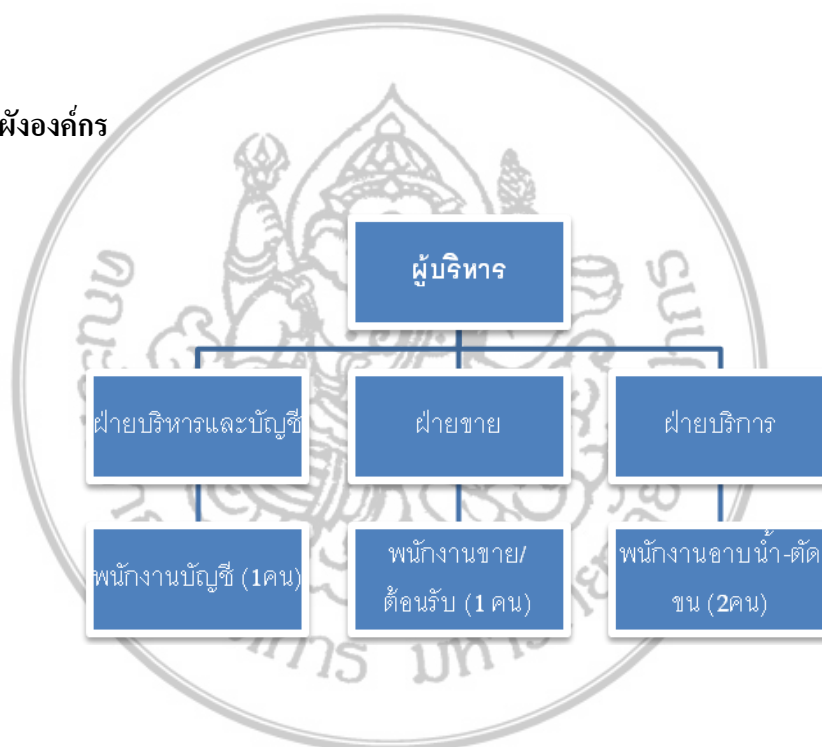 ผังองค์กร
ผู้บริหาร
ฝ่ายบริหารและบัญชี
ฝ่ายขาย
ฝ่ายบริการ
พนักงานบัญชี (1คน)
พนักงานขาย/
ต้อนรับ (1 คน)
พนักงานอาบน้ำ-ตัด
ขน (2คน)